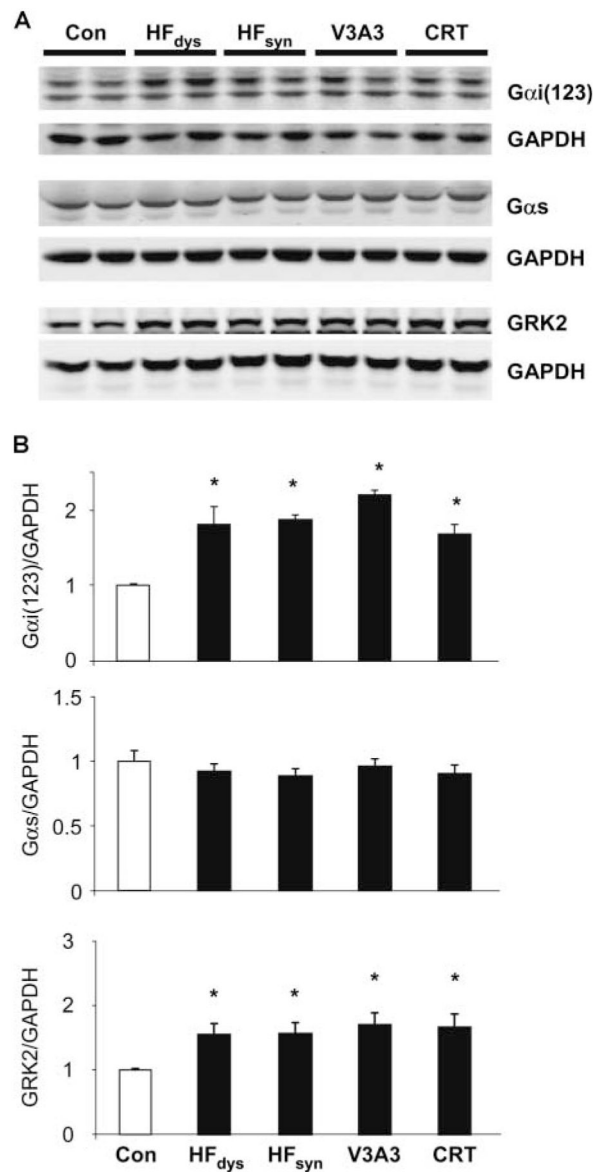 A
Con HFdys HFsyn V3A3 CRT
Gαi(123)
GAPDH
Gαs
GAPDH
GRK2
GAPDH
B
Gαi(123)/GAPDH
2
1
0
* * * *
Gαs/GAPDH
1.5
1
0.5
0
GRK2/GAPDH
3
2
1
0
* * * *
Con HFdys HFsyn V3A3 CRT